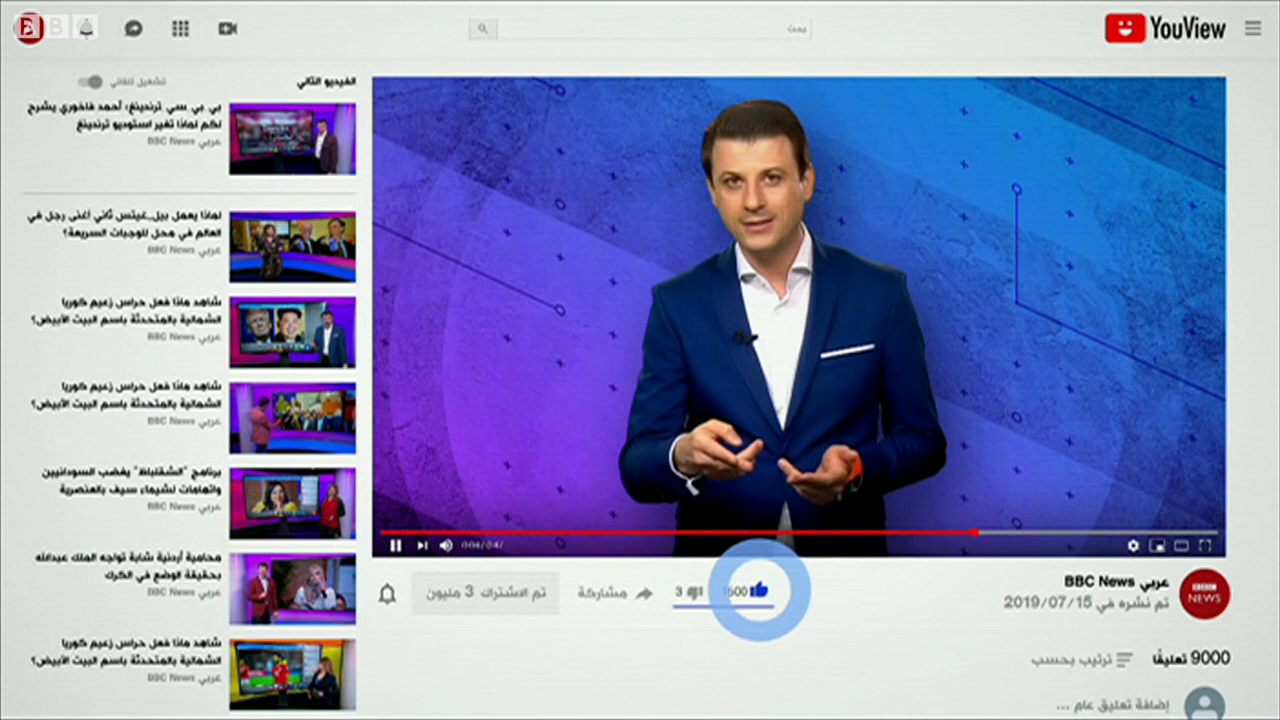 BBC
بحث
YouView
الفيديو التالي
تشغيل تلقائي
بي بي سي ترندينغ: أحمد فاخوري يشرح
لكم لماذا تغير استوديو ترندينغ
عربي BBC News
لماذا يعمل بيل_غيتس ثاني أغنى رجل في
العالم في محل للوجبات السريعة؟
عربي BBC News
شاهد ماذا فعل حراس زعيم كوريا
الشمالية بالمتحدثة باسم البيت الأبيض؟
عربي BBC News
شاهد ماذا فعل حراس زعيم كوريا
الشمالية بالمتحدثة باسم البيت الأبيض؟
عربي BBC News
برنامج "الشقلباظ" يغضب السودانيين
واتهامات لشيماء سيف بالعنصرية
عربي BBC News
محامية أردنية شابة تواجه الملك عبدالله
بحقيقة الوضع في الكرك
عربي BBC News
شاهد ماذا فعل حراس زعيم كوريا
الشمالية بالمتحدثة باسم البيت الأبيض؟
عربي BBC News
عربي BBC News
تم نشره في 2019/07/15
BBC
NEWS
500
3
مشاركة
تم الاشتراك 3 مليون
9000 تعليقًا
ترتيب بحسب
إضافة تعليق عام ...